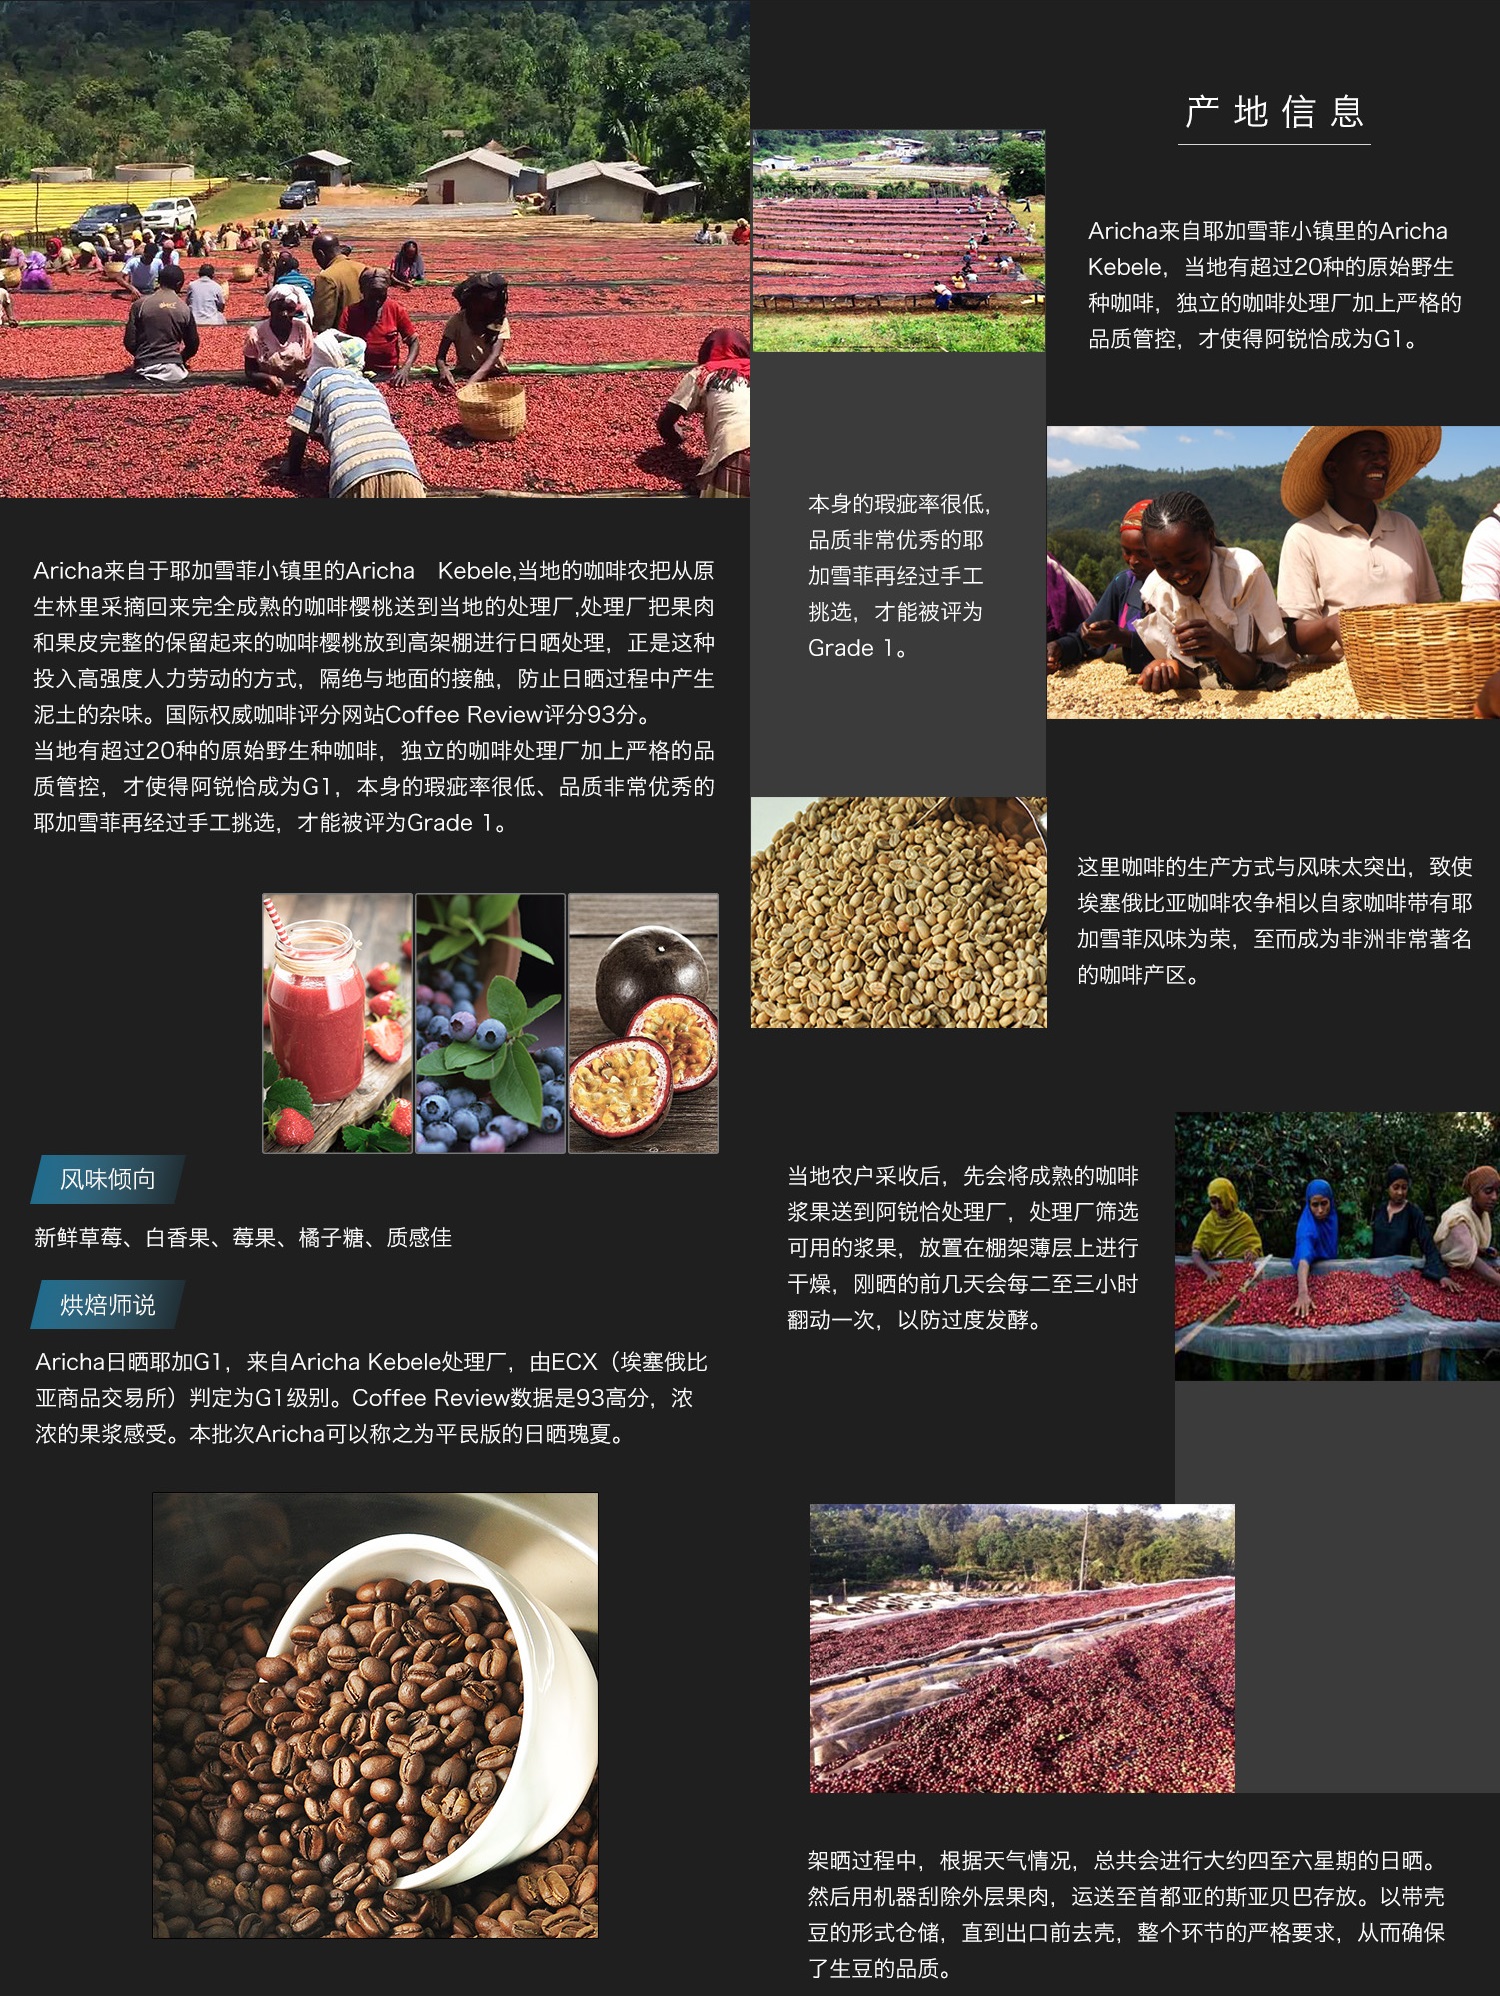 Aricha来自于耶加雪菲小镇里的Aricha　Kebele,当地的咖啡农把从原
生林里采摘回来完全成熟的咖啡樱桃送到当地的处理厂,处理厂把果肉
和果皮完整的保留起来的咖啡樱桃放到高架棚进行日晒处理，正是这种
投入高强度人力劳动的方式，隔绝与地面的接触，防止日晒过程中产生
泥土的杂味。国际权威咖啡评分网站Coffee Review评分93分。
当地有超过20种的原始野生种咖啡，独立的咖啡处理厂加上严格的品
质管控，才使得阿锐恰成为G1，本身的瑕疵率很低、品质非常优秀的
耶加雪菲再经过手工挑选，才能被评为Grade 1。
风味倾向
新鲜草莓、白香果、莓果、橘子糖、质感佳
烘焙师说
Aricha日晒耶加G1，来自Aricha Kebele处理厂，由ECX（埃塞俄比
亚商品交易所）判定为G1级别。Coffee Review数据是93高分，浓
浓的果浆感受。本批次Aricha可以称之为平民版的日晒瑰夏。
产地信息
Aricha来自耶加雪菲小镇里的Aricha
Kebele，当地有超过20种的原始野生
种咖啡，独立的咖啡处理厂加上严格的
品质管控，才使得阿锐恰成为G1。
本身的瑕疵率很低，
品质非常优秀的耶
加雪菲再经过手工
挑选，才能被评为
Grade 1。
这里咖啡的生产方式与风味太突出，致使
埃塞俄比亚咖啡农争相以自家咖啡带有耶
加雪菲风味为荣，至而成为非洲非常著名
的咖啡产区。
当地农户采收后，先会将成熟的咖啡
浆果送到阿锐恰处理厂，处理厂筛选
可用的浆果，放置在棚架薄层上进行
干燥，刚晒的前几天会每二至三小时
翻动一次，以防过度发酵。
架晒过程中，根据天气情况，总共会进行大约四至六星期的日晒。
然后用机器刮除外层果肉，运送至首都亚的斯亚贝巴存放。以带壳
豆的形式仓储，直到出口前去壳，整个环节的严格要求，从而确保
了生豆的品质。